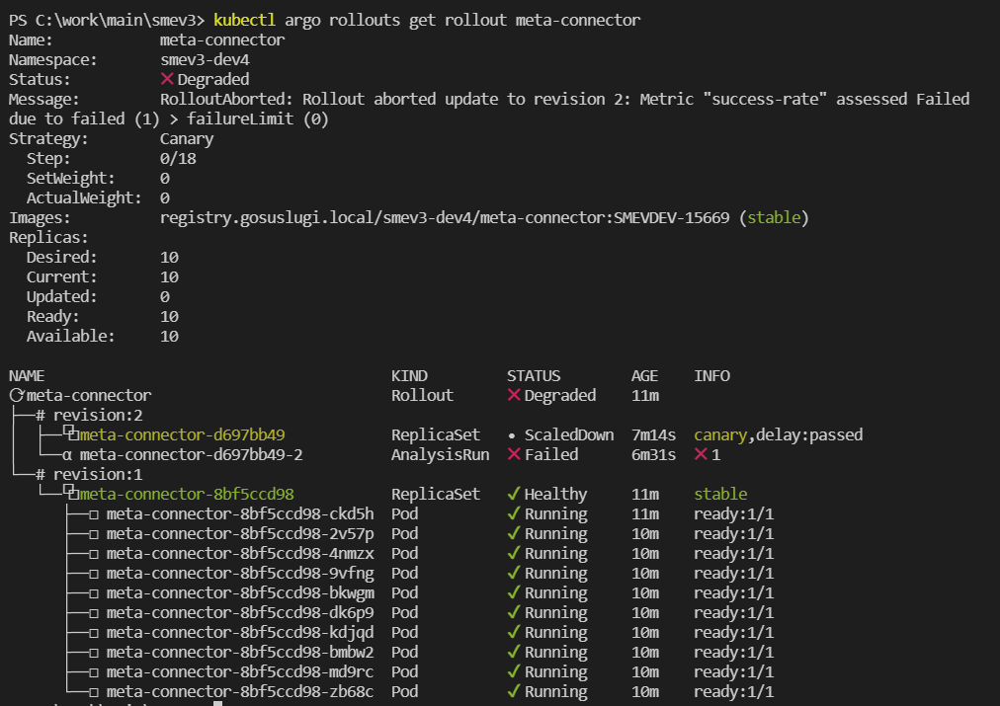 PS C:\work\main\smev3> kubectl argo rollouts get rollout meta-connector
Name:            meta-connector
Namespace:       smev3-dev4
Status:          ✖ Degraded
Message:         RolloutAborted: Rollout aborted update to revision 2: Metric "success-rate" assessed Failed
due to failed (1) > failureLimit (0)
Strategy:        Canary
  Step:          0/18
  SetWeight:     0
  ActualWeight:  0
Images:          registry.gosuslugi.local/smev3-dev4/meta-connector:SMEVDEV-15669 (stable)
Replicas:
  Desired:       10
  Current:       10
  Updated:       0
  Ready:         10
  Available:     10

NAME                                       KIND         STATUS        AGE    INFO
⟳ meta-connector                           Rollout      ✖ Degraded    11m
├──# revision:2
│  ├──⧉ meta-connector-d697bb49            ReplicaSet   • ScaledDown  7m14s  canary,delay:passed
│  └──α meta-connector-d697bb49-2          AnalysisRun  ✖ Failed      6m31s  ✖ 1
└──# revision:1
   └──⧉ meta-connector-8bf5ccd98           ReplicaSet   ✔ Healthy     11m    stable
      ├──□ meta-connector-8bf5ccd98-ckd5h  Pod          ✔ Running     11m    ready:1/1
      ├──□ meta-connector-8bf5ccd98-2v57p  Pod          ✔ Running     10m    ready:1/1
      ├──□ meta-connector-8bf5ccd98-4nmzx  Pod          ✔ Running     10m    ready:1/1
      ├──□ meta-connector-8bf5ccd98-9vfng  Pod          ✔ Running     10m    ready:1/1
      ├──□ meta-connector-8bf5ccd98-bkwgm  Pod          ✔ Running     10m    ready:1/1
      ├──□ meta-connector-8bf5ccd98-dk6p9  Pod          ✔ Running     10m    ready:1/1
      ├──□ meta-connector-8bf5ccd98-kdjqd  Pod          ✔ Running     10m    ready:1/1
      ├──□ meta-connector-8bf5ccd98-bmbw2  Pod          ✔ Running     10m    ready:1/1
      ├──□ meta-connector-8bf5ccd98-md9rc  Pod          ✔ Running     10m    ready:1/1
      └──□ meta-connector-8bf5ccd98-zb68c  Pod          ✔ Running     10m    ready:1/1